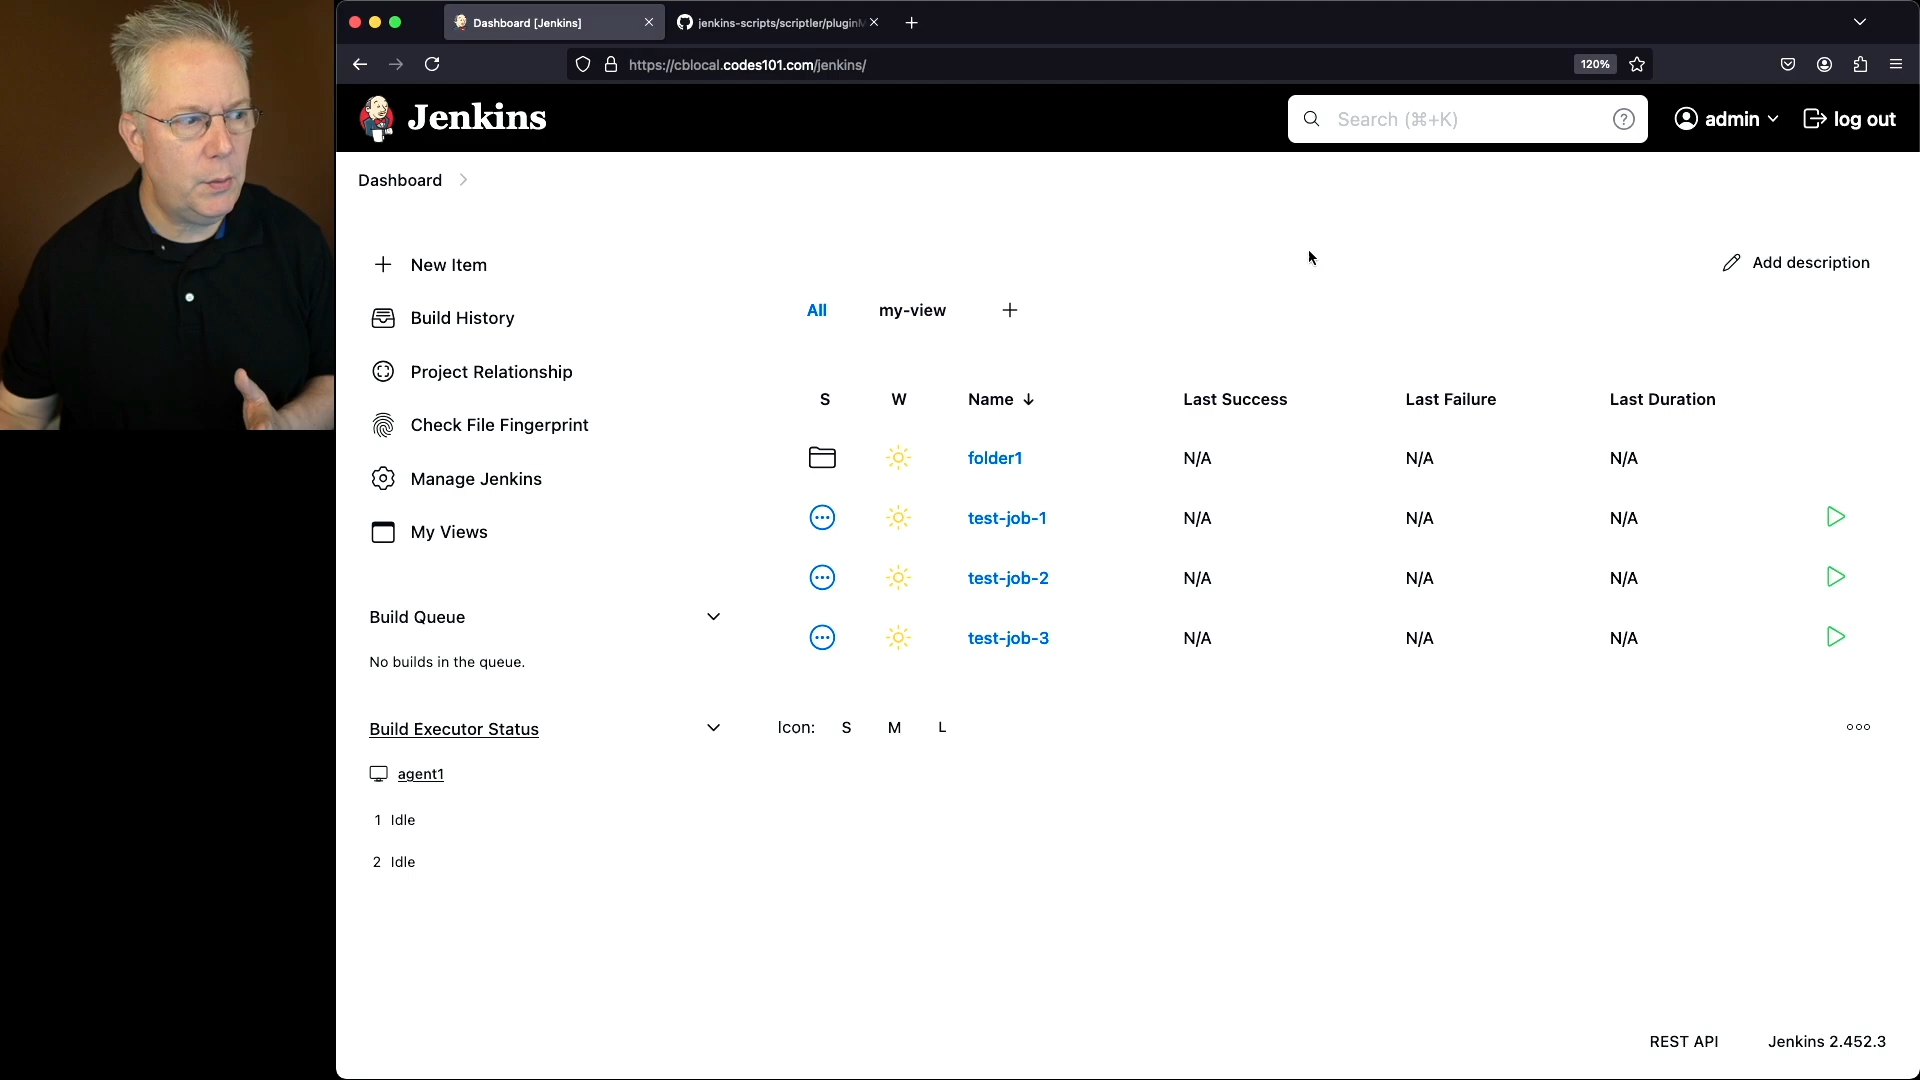 Dashboard [Jenkins]
jenkins-scripts/scriptler/pluginM
https://cblocal.codes101.com/jenkins/
120%
Jenkins
Search (⌘+K)
?
admin
log out
Dashboard
New Item
Add description
Build History
All
my-view
Project Relationship
S W Name ↓ Last Success Last Failure Last Duration
Check File Fingerprint
folder1 N/A N/A N/A
Manage Jenkins
test-job-1 N/A N/A N/A
My Views
test-job-2 N/A N/A N/A
Build Queue
test-job-3 N/A N/A N/A
No builds in the queue.
Build Executor Status
Icon: S M L
agent1
1 Idle
2 Idle
REST API
Jenkins 2.452.3